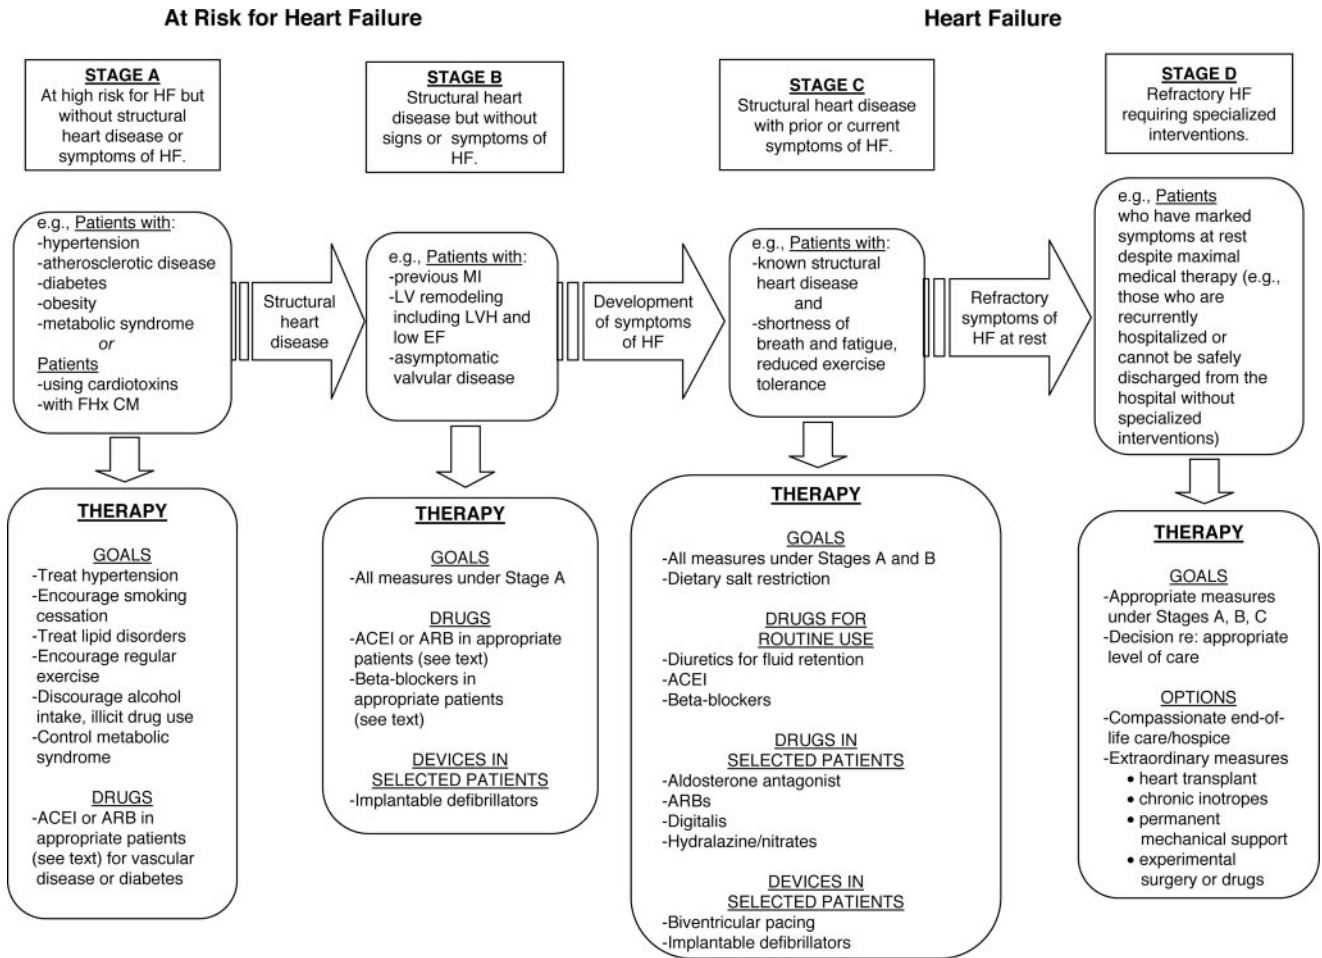 At Risk for Heart Failure
Heart Failure
STAGE A
At high risk for HF but
without structural
heart disease or
symptoms of HF.
STAGE B
Structural heart
disease but without
signs or symptoms of
HF.
STAGE C
Structural heart disease
with prior or current
symptoms of HF.
STAGE D
Refractory HF
requiring specialized
interventions.
e.g., Patients with:
-hypertension
-atherosclerotic disease
-diabetes
-obesity
-metabolic syndrome
or
Patients
-using cardiotoxins
-with FHx CM
Structural
heart
disease
e.g., Patients with:
-previous MI
-LV remodeling
including LVH and
low EF
-asymptomatic
valvular disease
Development
of symptoms
of HF
e.g., Patients with:
-known structural
heart disease
and
-shortness of
breath and fatigue,
reduced exercise
tolerance
Refractory
symptoms of
HF at rest
e.g., Patients
who have marked
symptoms at rest
despite maximal
medical therapy (e.g.,
those who are
recurrently
hospitalized or
cannot be safely
discharged from the
hospital without
specialized
interventions)
THERAPY
GOALS
-Treat hypertension
-Encourage smoking
cessation
-Treat lipid disorders
-Encourage regular
exercise
-Discourage alcohol
intake, illicit drug use
-Control metabolic
syndrome
DRUGS
-ACEI or ARB in
appropriate patients
(see text) for vascular
disease or diabetes
THERAPY
GOALS
-All measures under Stage A
DRUGS
-ACEI or ARB in appropriate
patients (see text)
-Beta-blockers in
appropriate patients
(see text)
DEVICES IN
SELECTED PATIENTS
-Implantable defibrillators
THERAPY
GOALS
-All measures under Stages A and B
-Dietary salt restriction
DRUGS FOR
ROUTINE USE
-Diuretics for fluid retention
-ACEI
-Beta-blockers
DRUGS IN
SELECTED PATIENTS
-Aldosterone antagonist
-ARBs
-Digitalis
-Hydralazine/nitrates
DEVICES IN
SELECTED PATIENTS
-Biventricular pacing
-Implantable defibrillators
THERAPY
GOALS
-Appropriate measures
under Stages A, B, C
-Decision re: appropriate
level of care
OPTIONS
-Compassionate end-of-
life care/hospice
-Extraordinary measures
• heart transplant
• chronic inotropes
• permanent
mechanical support
• experimental
surgery or drugs